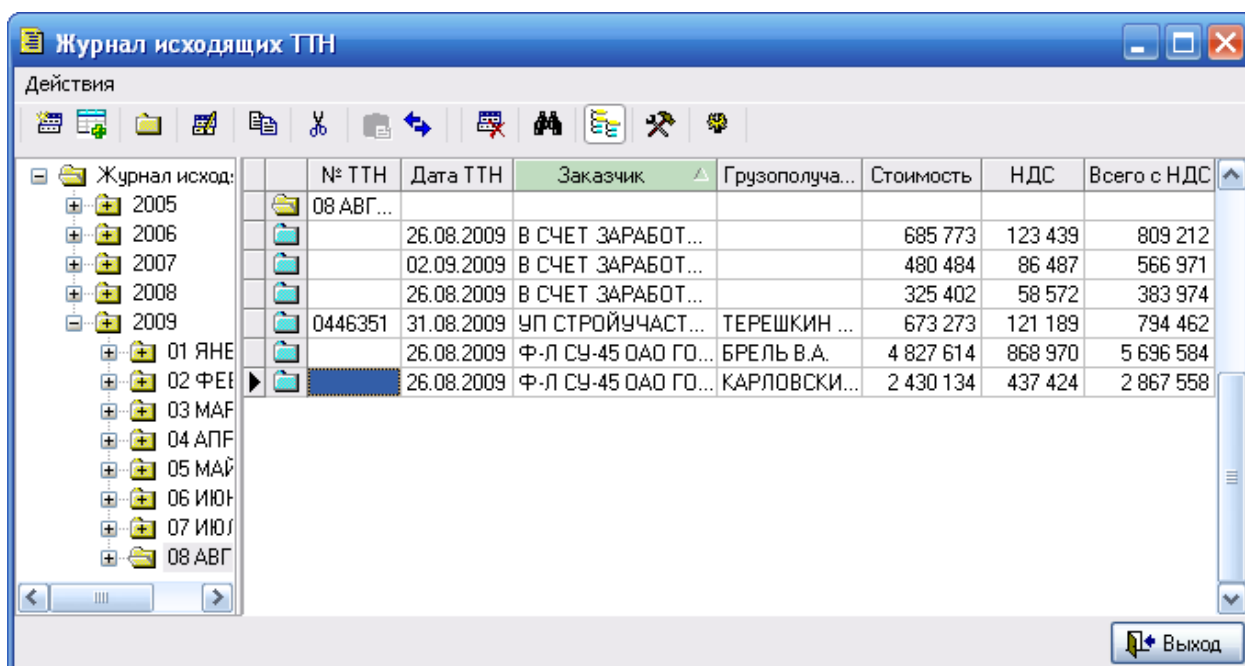 Журнал исходящих ТТН
Действия
Журнал исход
2005
2006
2007
2008
2009
01 ЯНЕ
02 ФЕ
03 МАР
04 АПР
05 МАЙ
06 ИЮН
07 ИЮЛ
08 АВГ
№ ТТН Дата ТТН Заказчик Грузополуча... Стоимость НДС Всего с НДС
08 АВГ...
26.08.2009 В СЧЕТ ЗАРАБОТ... 685 773 123 439 809 212
02.09.2009 В СЧЕТ ЗАРАБОТ... 480 484 86 487 566 971
26.08.2009 В СЧЕТ ЗАРАБОТ... 325 402 58 572 383 974
0446351 31.08.2009 УП СТРОЙУЧАСТ... ТЕРЕШКИН ... 673 273 121 189 794 462
26.08.2009 Ф-Л СУ-45 ОАО ГО... БРЕЛЬ В.А. 4 827 614 868 970 5 696 584
26.08.2009 Ф-Л СУ-45 ОАО ГО... КАРЛОВСКИ... 2 430 134 437 424 2 867 558
Выход